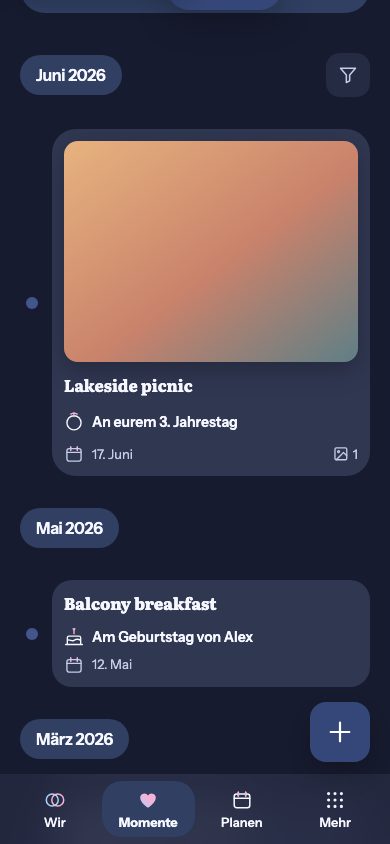 Juni 2026
Lakeside picnic
An eurem 3. Jahrestag
17. Juni
1
Mai 2026
Balcony breakfast
Am Geburtstag von Alex
12. Mai
März 2026
Wir
Momente
Planen
Mehr